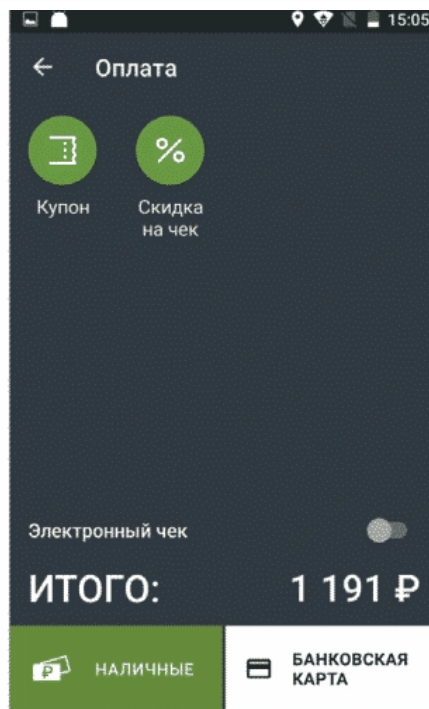 15:05
Оплата
Купон
Скидка
на чек
Электронный чек
ИТОГО:
1 191 ₽
НАЛИЧНЫЕ
БАНКОВСКАЯ
КАРТА